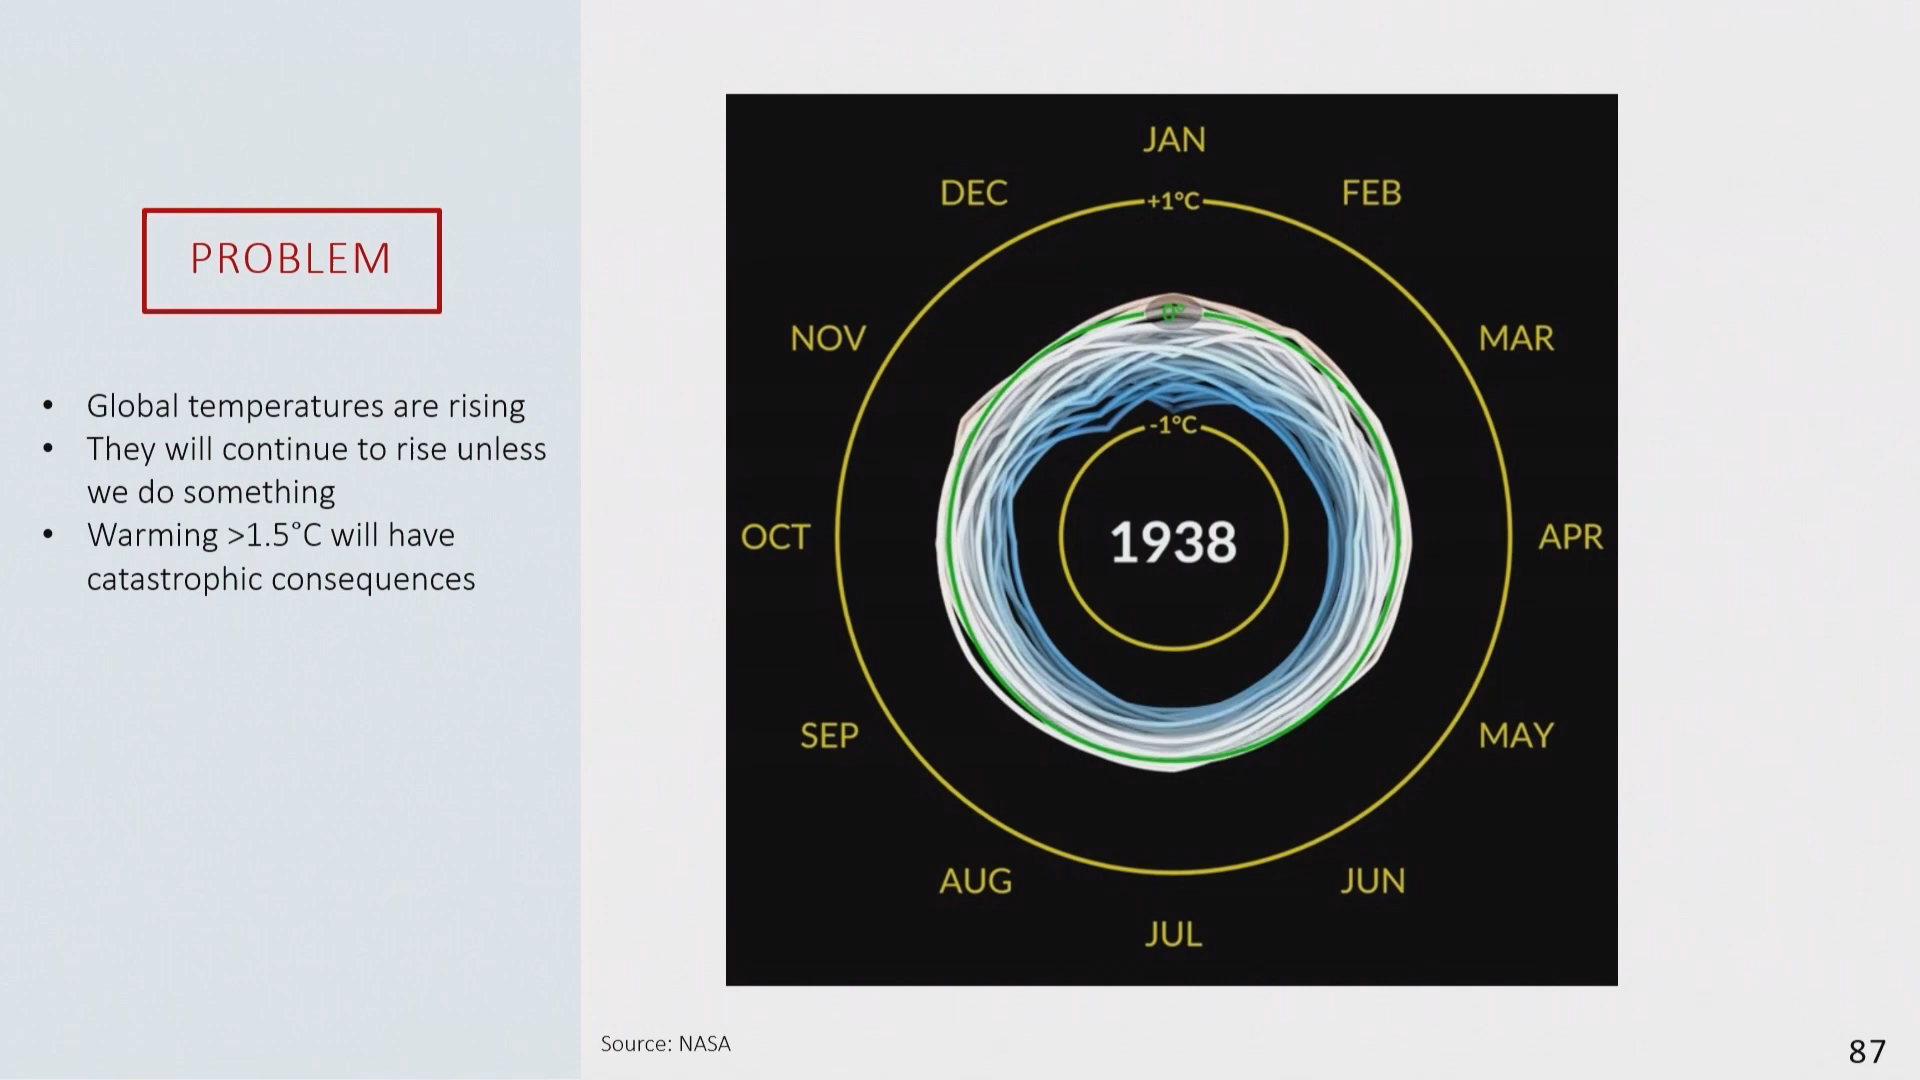 PROBLEM
• Global temperatures are rising
• They will continue to rise unless
we do something
• Warming >1.5°C will have
catastrophic consequences
JAN
DEC
FEB
+1°C
0°
NOV
MAR
-1°C
OCT
1938
APR
SEP
MAY
AUG
JUN
JUL
Source: NASA
87